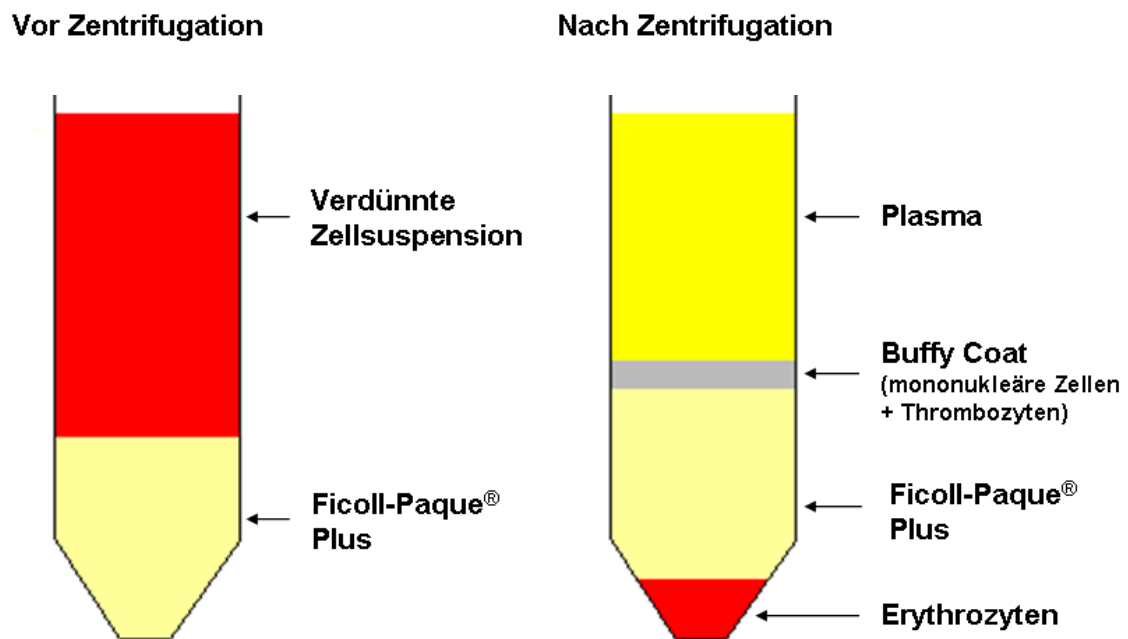 Vor Zentrifugation
Nach Zentrifugation
Verdünnte
Zellsuspension
Ficoll-Paque®
Plus
Plasma
Buffy Coat
(mononukleäre Zellen
+ Thrombozyten)
Ficoll-Paque®
Plus
Erythrozyten